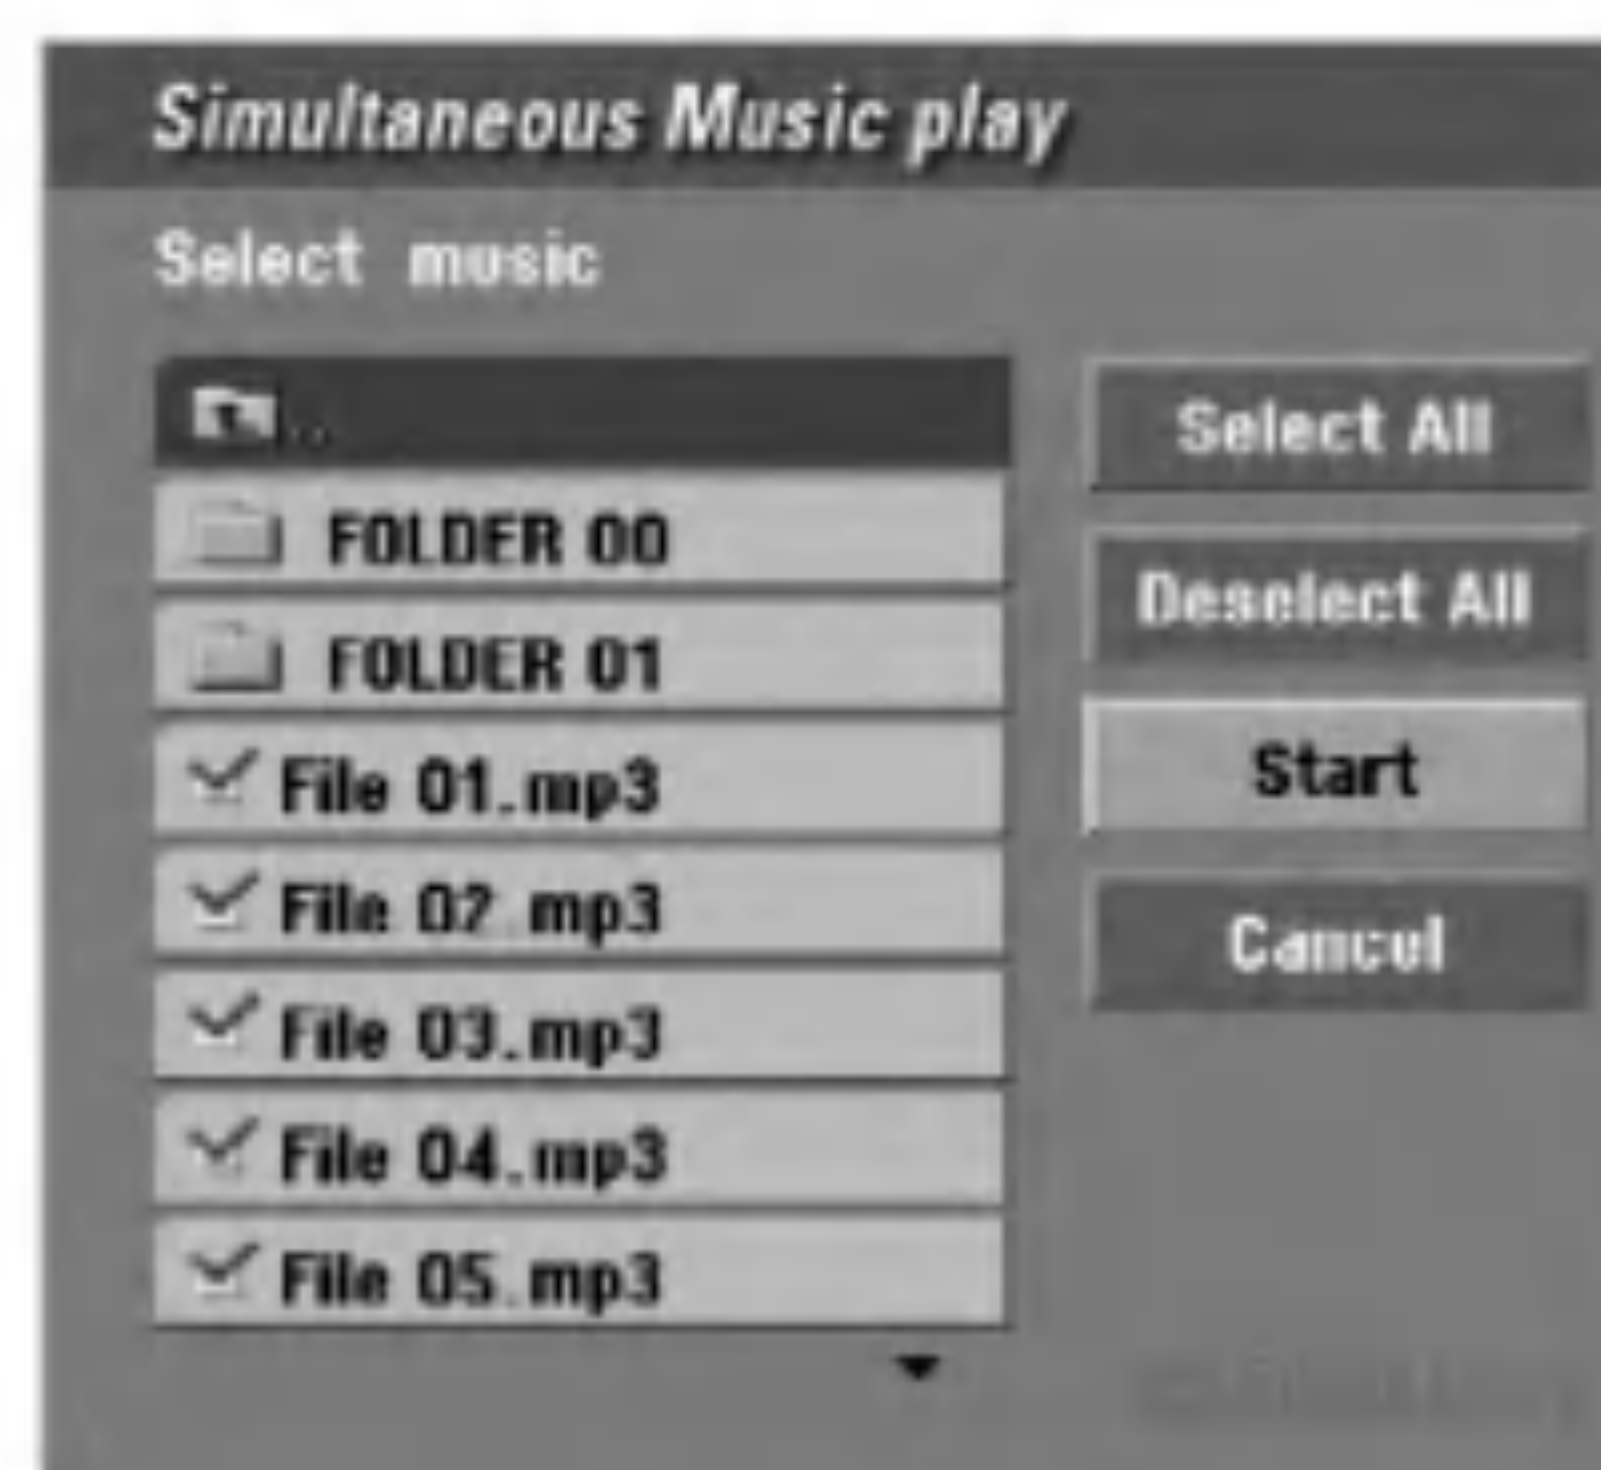 Simultaneous Music play
Select music
..
FOLDER 00
FOLDER 01
File 01.mp3
File 02.mp3
File 03.mp3
File 04.mp3
File 05.mp3
Select All
Deselect All
Start
Cancel